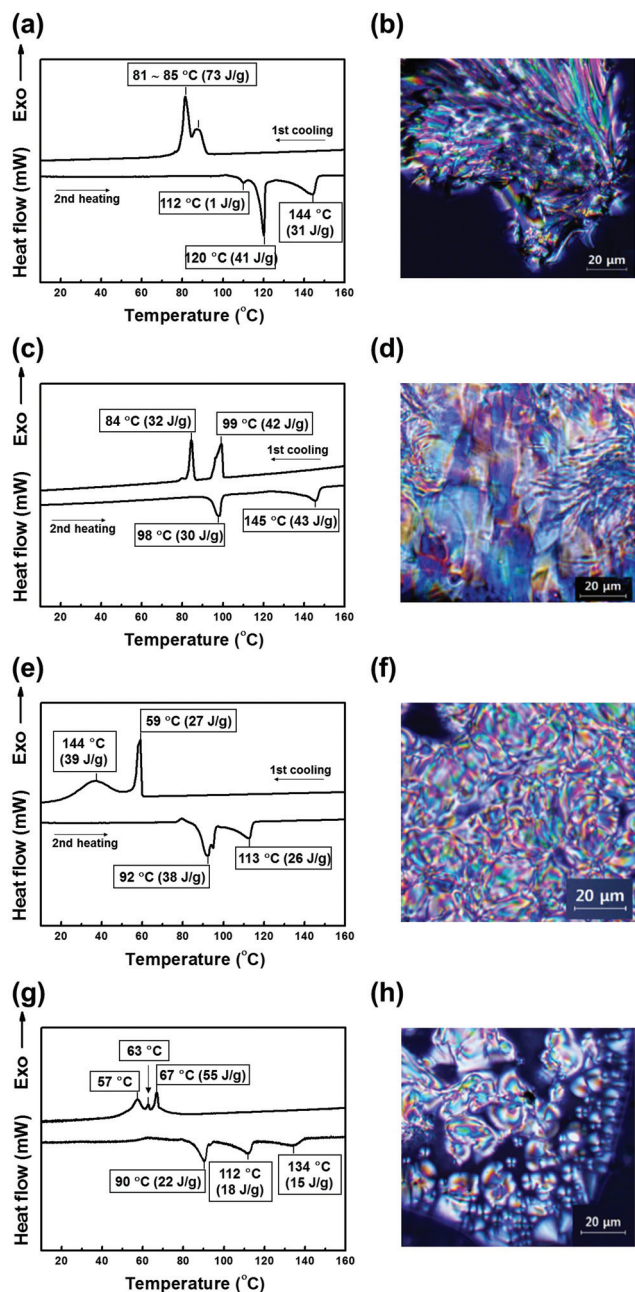 (a)
Exo
Heat flow (mW)
81 ~ 85 °C (73 J/g)
1st cooling
2nd heating
112 °C (1 J/g)
144 °C
(31 J/g)
120 °C (41 J/g)
20 40 60 80 100 120 140 160
Temperature (°C)
(b)
20 µm
(c)
Exo
Heat flow (mW)
84 °C (32 J/g)
99 °C (42 J/g)
1st cooling
2nd heating
98 °C (30 J/g)
145 °C (43 J/g)
20 40 60 80 100 120 140 160
Temperature (°C)
(d)
20 µm
(e)
Exo
Heat flow (mW)
144 °C
(39 J/g)
59 °C (27 J/g)
1st cooling
2nd heating
92 °C (38 J/g)
113 °C (26 J/g)
20 40 60 80 100 120 140 160
Temperature (°C)
(f)
20 µm
(g)
Exo
Heat flow (mW)
63 °C
57 °C
67 °C (55 J/g)
90 °C (22 J/g)
112 °C
(18 J/g)
134 °C
(15 J/g)
20 40 60 80 100 120 140 160
Temperature (°C)
(h)
20 µm